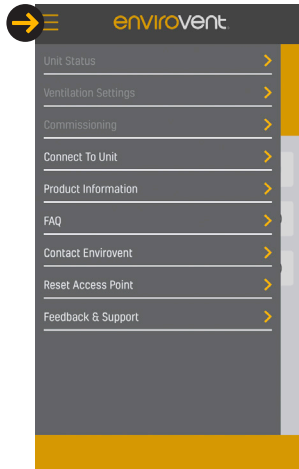 envirovent
Unit Status
Ventilation Settings
Commissioning
Connect To Unit
Product Information
FAQ
Contact Envirovent
Reset Access Point
Feedback & Support